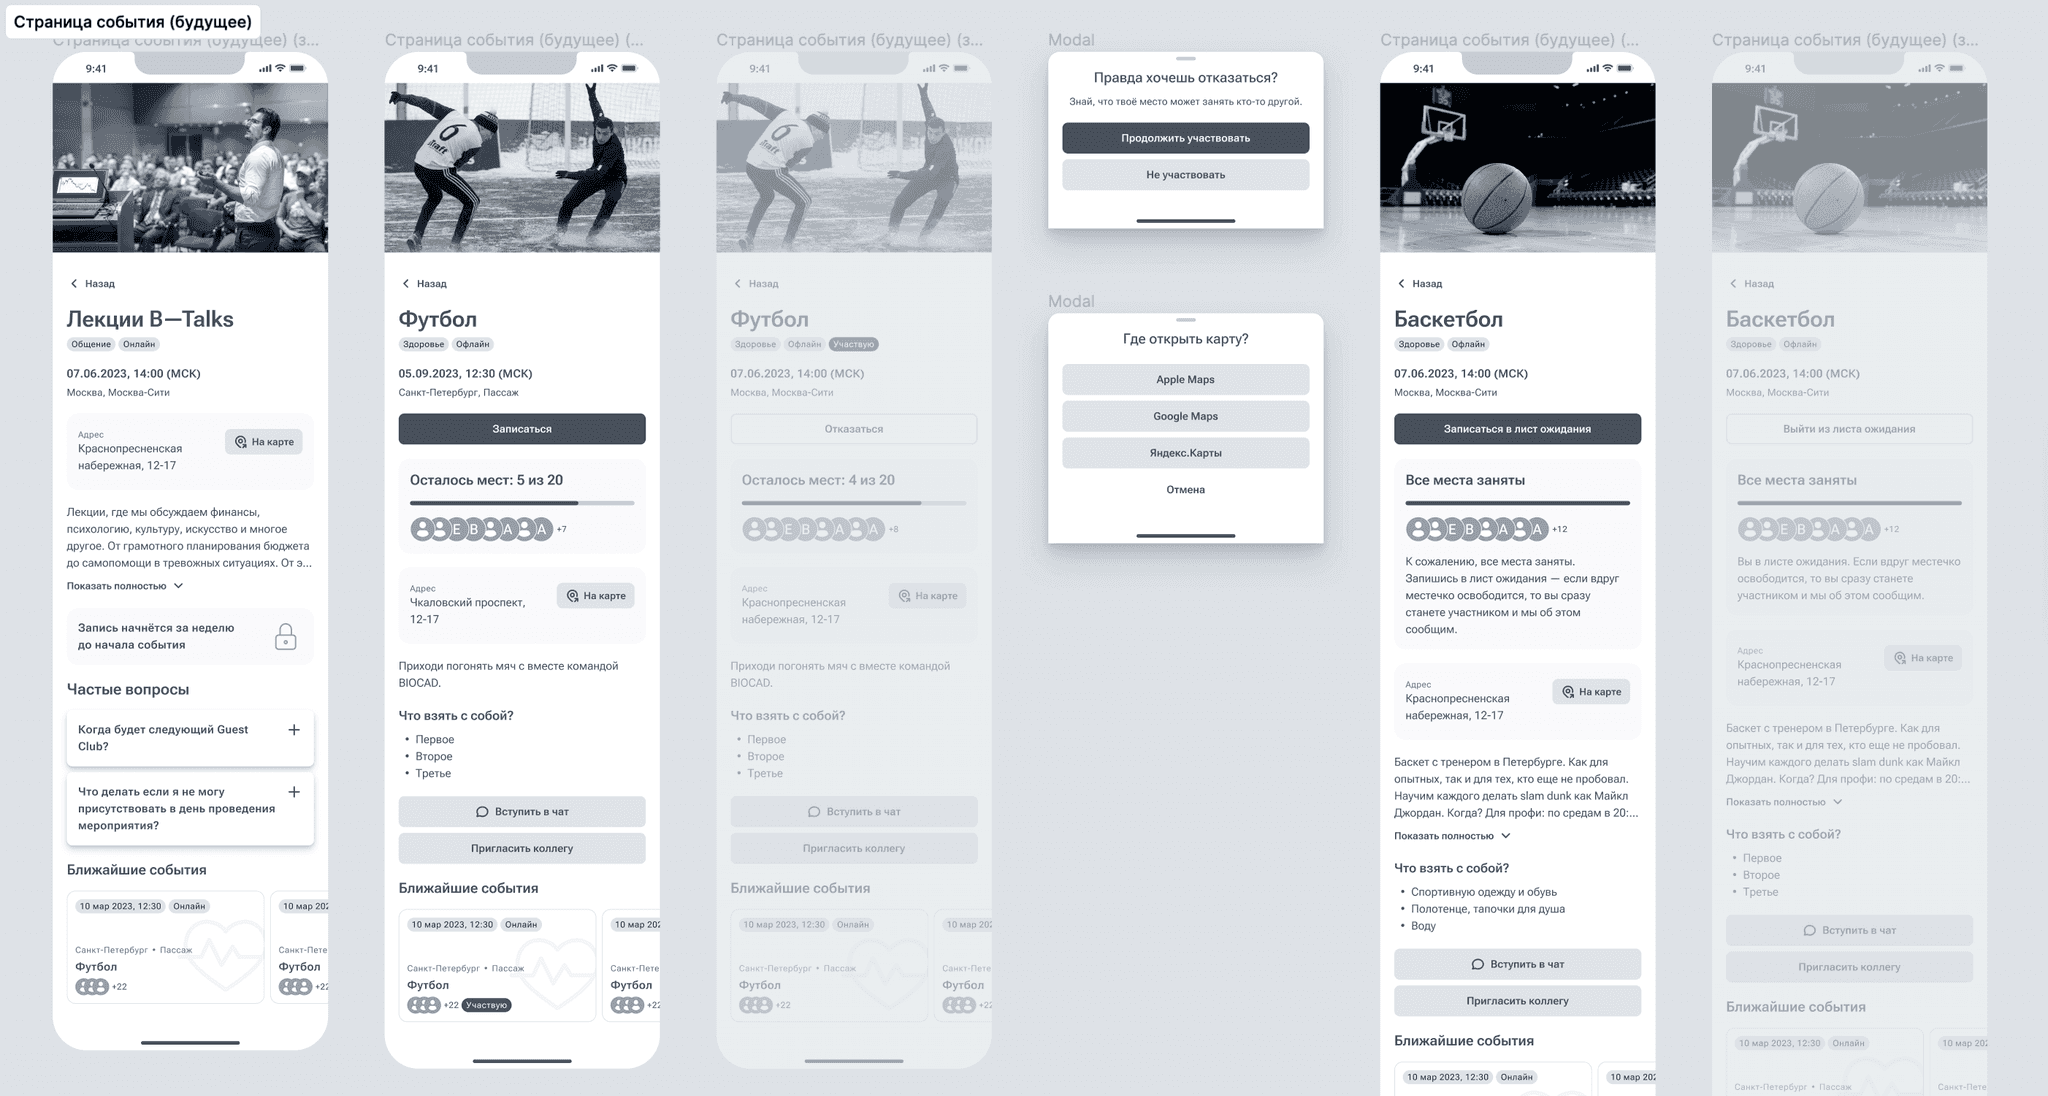 Страница события (будущее)
Страница события (будущее) (з...
9:41
Назад
Лекции B—Talks
Общение
Онлайн
07.06.2023, 14:00 (МСК)
Москва, Москва-Сити
Адрес
Краснопресненская
набережная, 12-17
На карте
Лекции, где мы обсуждаем финансы,
психологию, культуру, искусство и многое
другое. От грамотного планирования бюджета
до самопомощи в тревожных ситуациях. От э...
Показать полностью
Запись начнётся за неделю
до начала события
Частые вопросы
Когда будет следующий Guest
Club?
Что делать если я не могу
присутствовать в день проведения
мероприятия?
Ближайшие события
10 мар 2023, 12:30
Онлайн
10 мар 202
Санкт-Петербург • Пассаж
Санкт-Пете
Футбол
Футбол
+22
+22
Страница события (будущее) (...
9:41
6
Назад
Футбол
Здоровье
Офлайн
05.09.2023, 12:30 (МСК)
Санкт-Петербург, Пассаж
Записаться
Осталось мест: 5 из 20
E B A A +7
Адрес
Чкаловский проспект,
12-17
На карте
Приходи погонять мяч с вместе командой
BIOCAD.
Что взять с собой?
• Первое
• Второе
• Третье
Вступить в чат
Пригласить коллегу
Ближайшие события
10 мар 2023, 12:30
Онлайн
10 мар 202
Санкт-Петербург • Пассаж
Санкт-Пете
Футбол
Футбол
+22
Участвую
+22
Страница события (будущее) (з...
9:41
6
Назад
Футбол
Здоровье
Офлайн
Участвую
07.06.2023, 14:00 (МСК)
Москва, Москва-Сити
Отказаться
Осталось мест: 4 из 20
E B A A +8
Адрес
Краснопресненская
набережная, 12-17
На карте
Приходи погонять мяч с вместе командой
BIOCAD.
Что взять с собой?
• Первое
• Второе
• Третье
Вступить в чат
Пригласить коллегу
Ближайшие события
10 мар 2023, 12:30
Онлайн
10 мар 202
Санкт-Петербург • Пассаж
Санкт-Пете
Футбол
Футбол
+22
+22
Modal
Правда хочешь отказаться?
Знай, что твоё место может занять кто-то другой.
Продолжить участвовать
Не участвовать
Modal
Где открыть карту?
Apple Maps
Google Maps
Яндекс.Карты
Отмена
Страница события (будущее) (...
9:41
Назад
Баскетбол
Здоровье
Офлайн
07.06.2023, 14:00 (МСК)
Москва, Москва-Сити
Записаться в лист ожидания
Все места заняты
E B A A +12
К сожалению, все места заняты.
Запишись в лист ожидания — если вдруг
местечко освободится, то вы сразу
станете участником и мы об этом
сообщим.
Адрес
Краснопресненская
набережная, 12-17
На карте
Баскет с тренером в Петербурге. Как для
опытных, так и для тех, кто еще не пробовал.
Научим каждого делать slam dunk как Майкл
Джордан. Когда? Для профи: по средам в 20:...
Показать полностью
Что взять с собой?
• Спортивную одежду и обувь
• Полотенце, тапочки для душа
• Воду
Вступить в чат
Пригласить коллегу
Ближайшие события
10 мар 2023, 12:30
Онлайн
10 мар 202
Страница события (будущее) (з...
9:41
Назад
Баскетбол
Здоровье
Офлайн
07.06.2023, 14:00 (МСК)
Москва, Москва-Сити
Выйти из листа ожидания
Все места заняты
E B A A +12
Вы в листе ожидания. Если вдруг местечко
освободится, то вы сразу станете
участником и мы об этом сообщим.
Адрес
Краснопресненская
набережная, 12-17
На карте
Баскет с тренером в Петербурге. Как для
опытных, так и для тех, кто еще не пробовал.
Научим каждого делать slam dunk как Майкл
Джордан. Когда? Для профи: по средам в 20:...
Показать полностью
Что взять с собой?
• Первое
• Второе
• Третье
Вступить в чат
Пригласить коллегу
Ближайшие события
10 мар 2023, 12:30
Онлайн
10 мар 202
Санкт-Петербург • Пассаж
Санкт-Пете